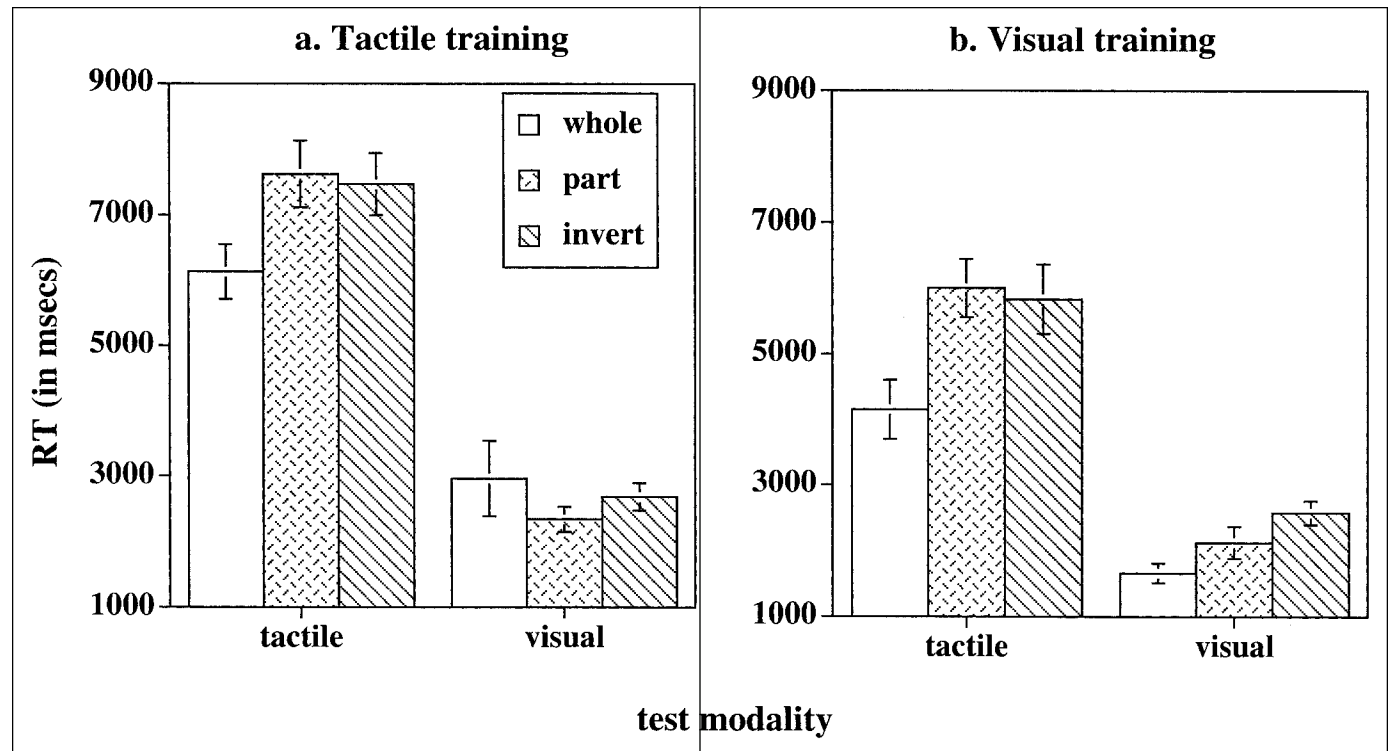 a. Tactile training
9000
7000
5000
3000
1000
RT (in msecs)
whole
part
invert
tactile visual
b. Visual training
9000
7000
5000
3000
1000
tactile visual
test modality